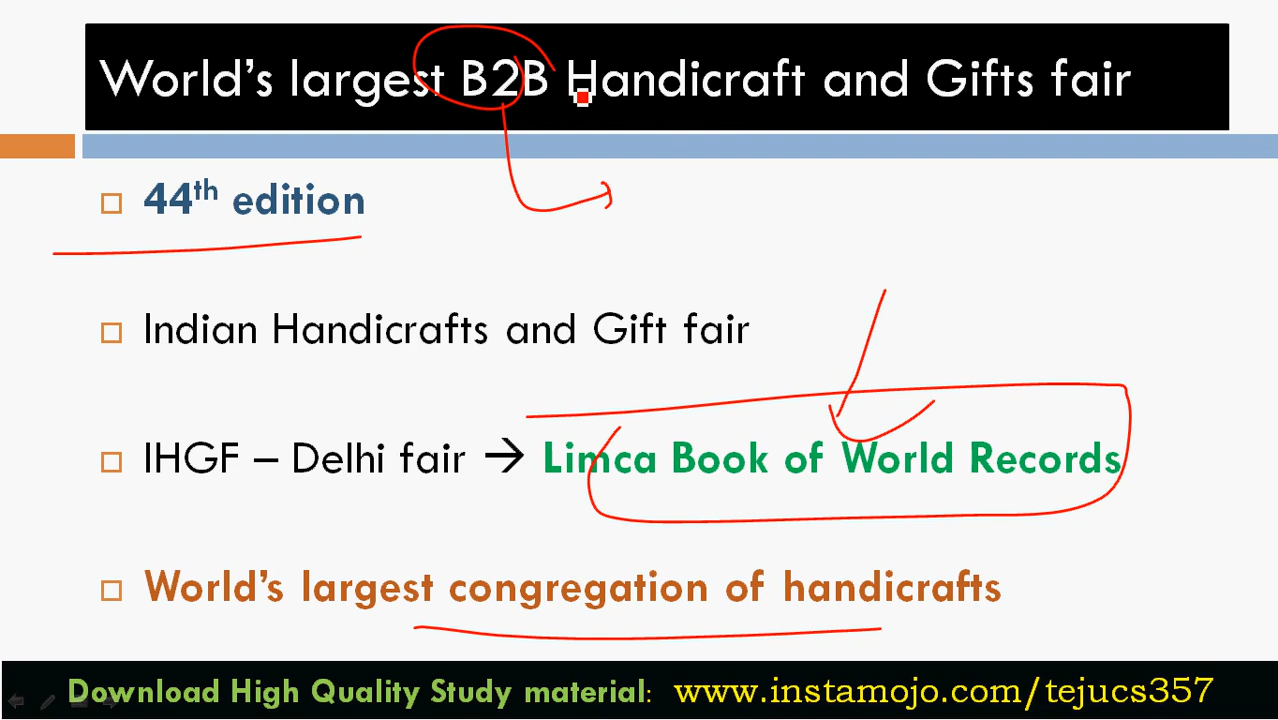 World's largest B2B Handicraft and Gifts fair
44th edition
Indian Handicrafts and Gift fair
IHGF – Delhi fair → Limca Book of World Records
World's largest congregation of handicrafts
Download High Quality Study material: www.instamojo.com/tejucs357